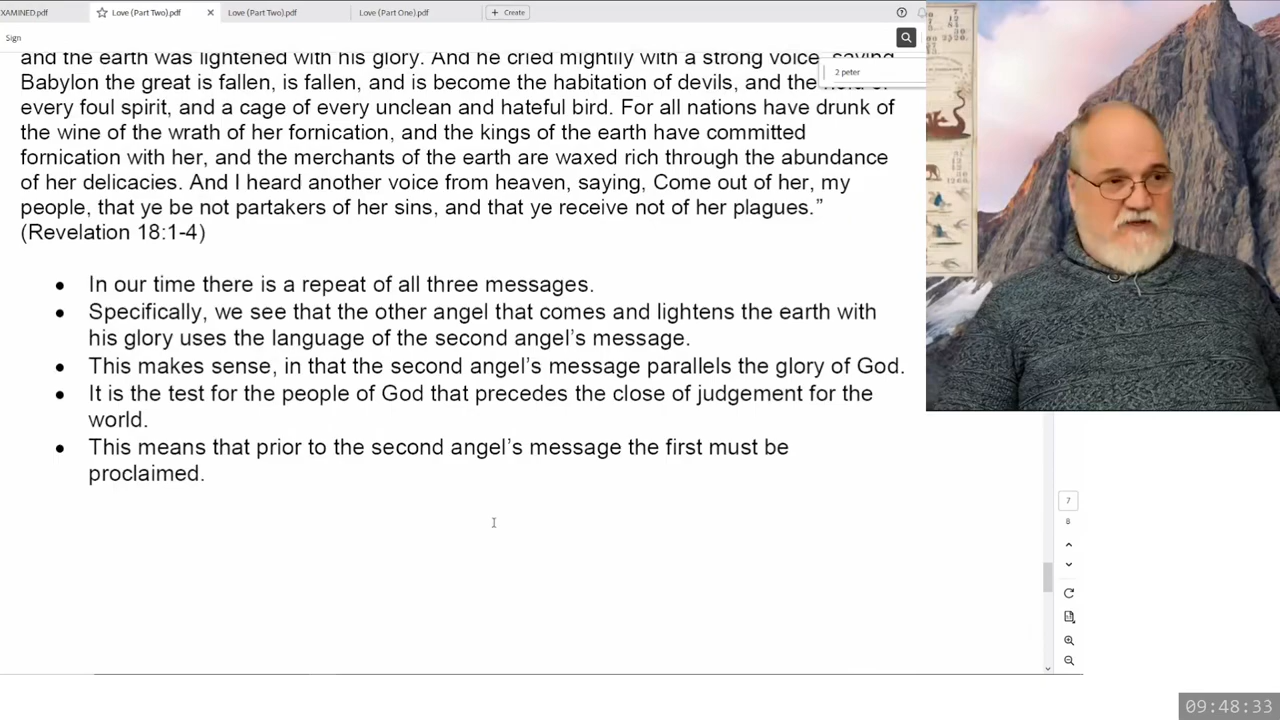 XAMINED.pdf
Love (Part Two).pdf
Love (Part Two).pdf
Love (Part One).pdf
+ Create
Sign
2 peter
and the earth was lightened with his glory. And he cried mightily with a strong voice, saying
Babylon the great is fallen, is fallen, and is become the habitation of devils, and the hold of
every foul spirit, and a cage of every unclean and hateful bird. For all nations have drunk of
the wine of the wrath of her fornication, and the kings of the earth have committed
fornication with her, and the merchants of the earth are waxed rich through the abundance
of her delicacies. And I heard another voice from heaven, saying, Come out of her, my
people, that ye be not partakers of her sins, and that ye receive not of her plagues.”
(Revelation 18:1-4)
• In our time there is a repeat of all three messages.
• Specifically, we see that the other angel that comes and lightens the earth with
his glory uses the language of the second angel’s message.
• This makes sense, in that the second angel’s message parallels the glory of God.
• It is the test for the people of God that precedes the close of judgement for the
world.
• This means that prior to the second angel’s message the first must be
proclaimed.
7
8
09:48:33